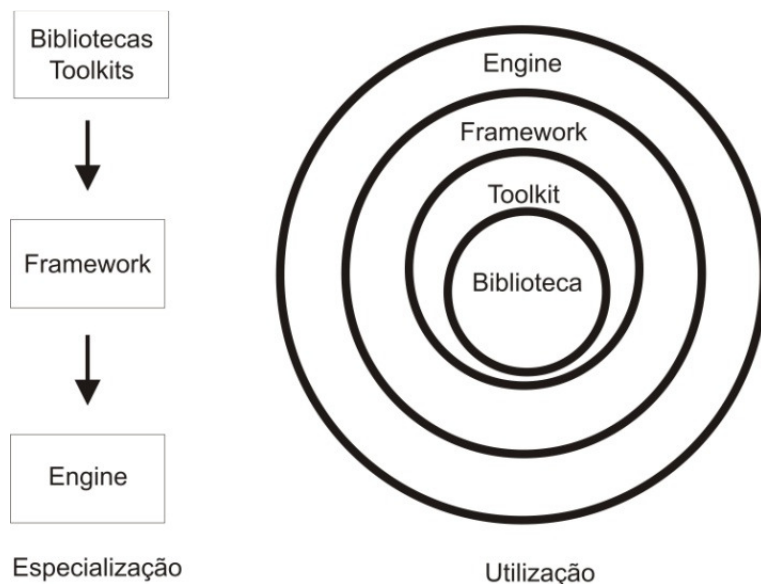 Bibliotecas
Toolkits
Framework
Engine
Especialização
Engine
Framework
Toolkit
Biblioteca
Utilização